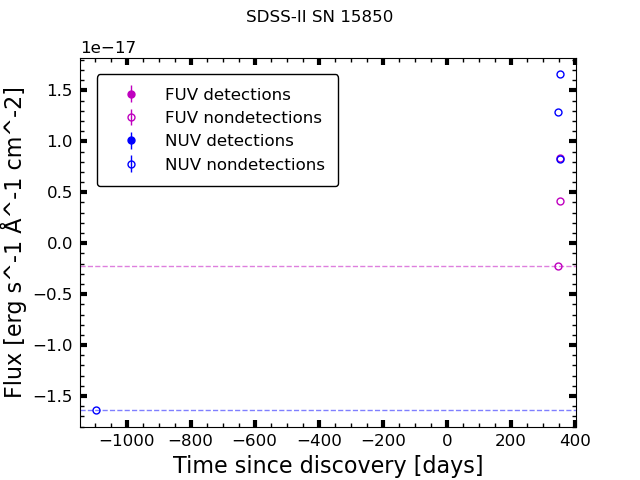 SDSS-II SN 15850
1e−17
FUV detections
FUV nondetections
NUV detections
NUV nondetections
1.5
1.0
0.5
0.0
−0.5
−1.0
−1.5
Flux [erg s^-1 Å^-1 cm^-2]
−1000 −800 −600 −400 −200 0 200 400
Time since discovery [days]